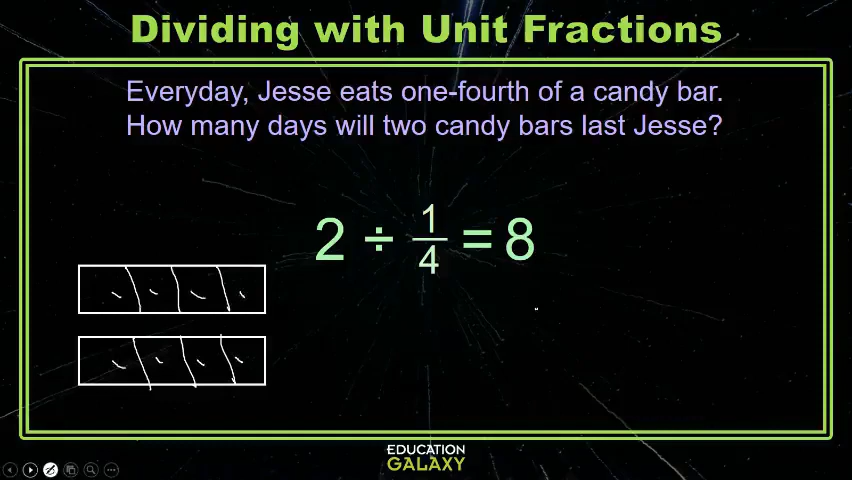 Dividing with Unit Fractions
Everyday, Jesse eats one-fourth of a candy bar.
How many days will two candy bars last Jesse?
2 ÷ 1/4 = 8
EDUCATION
GALAXY